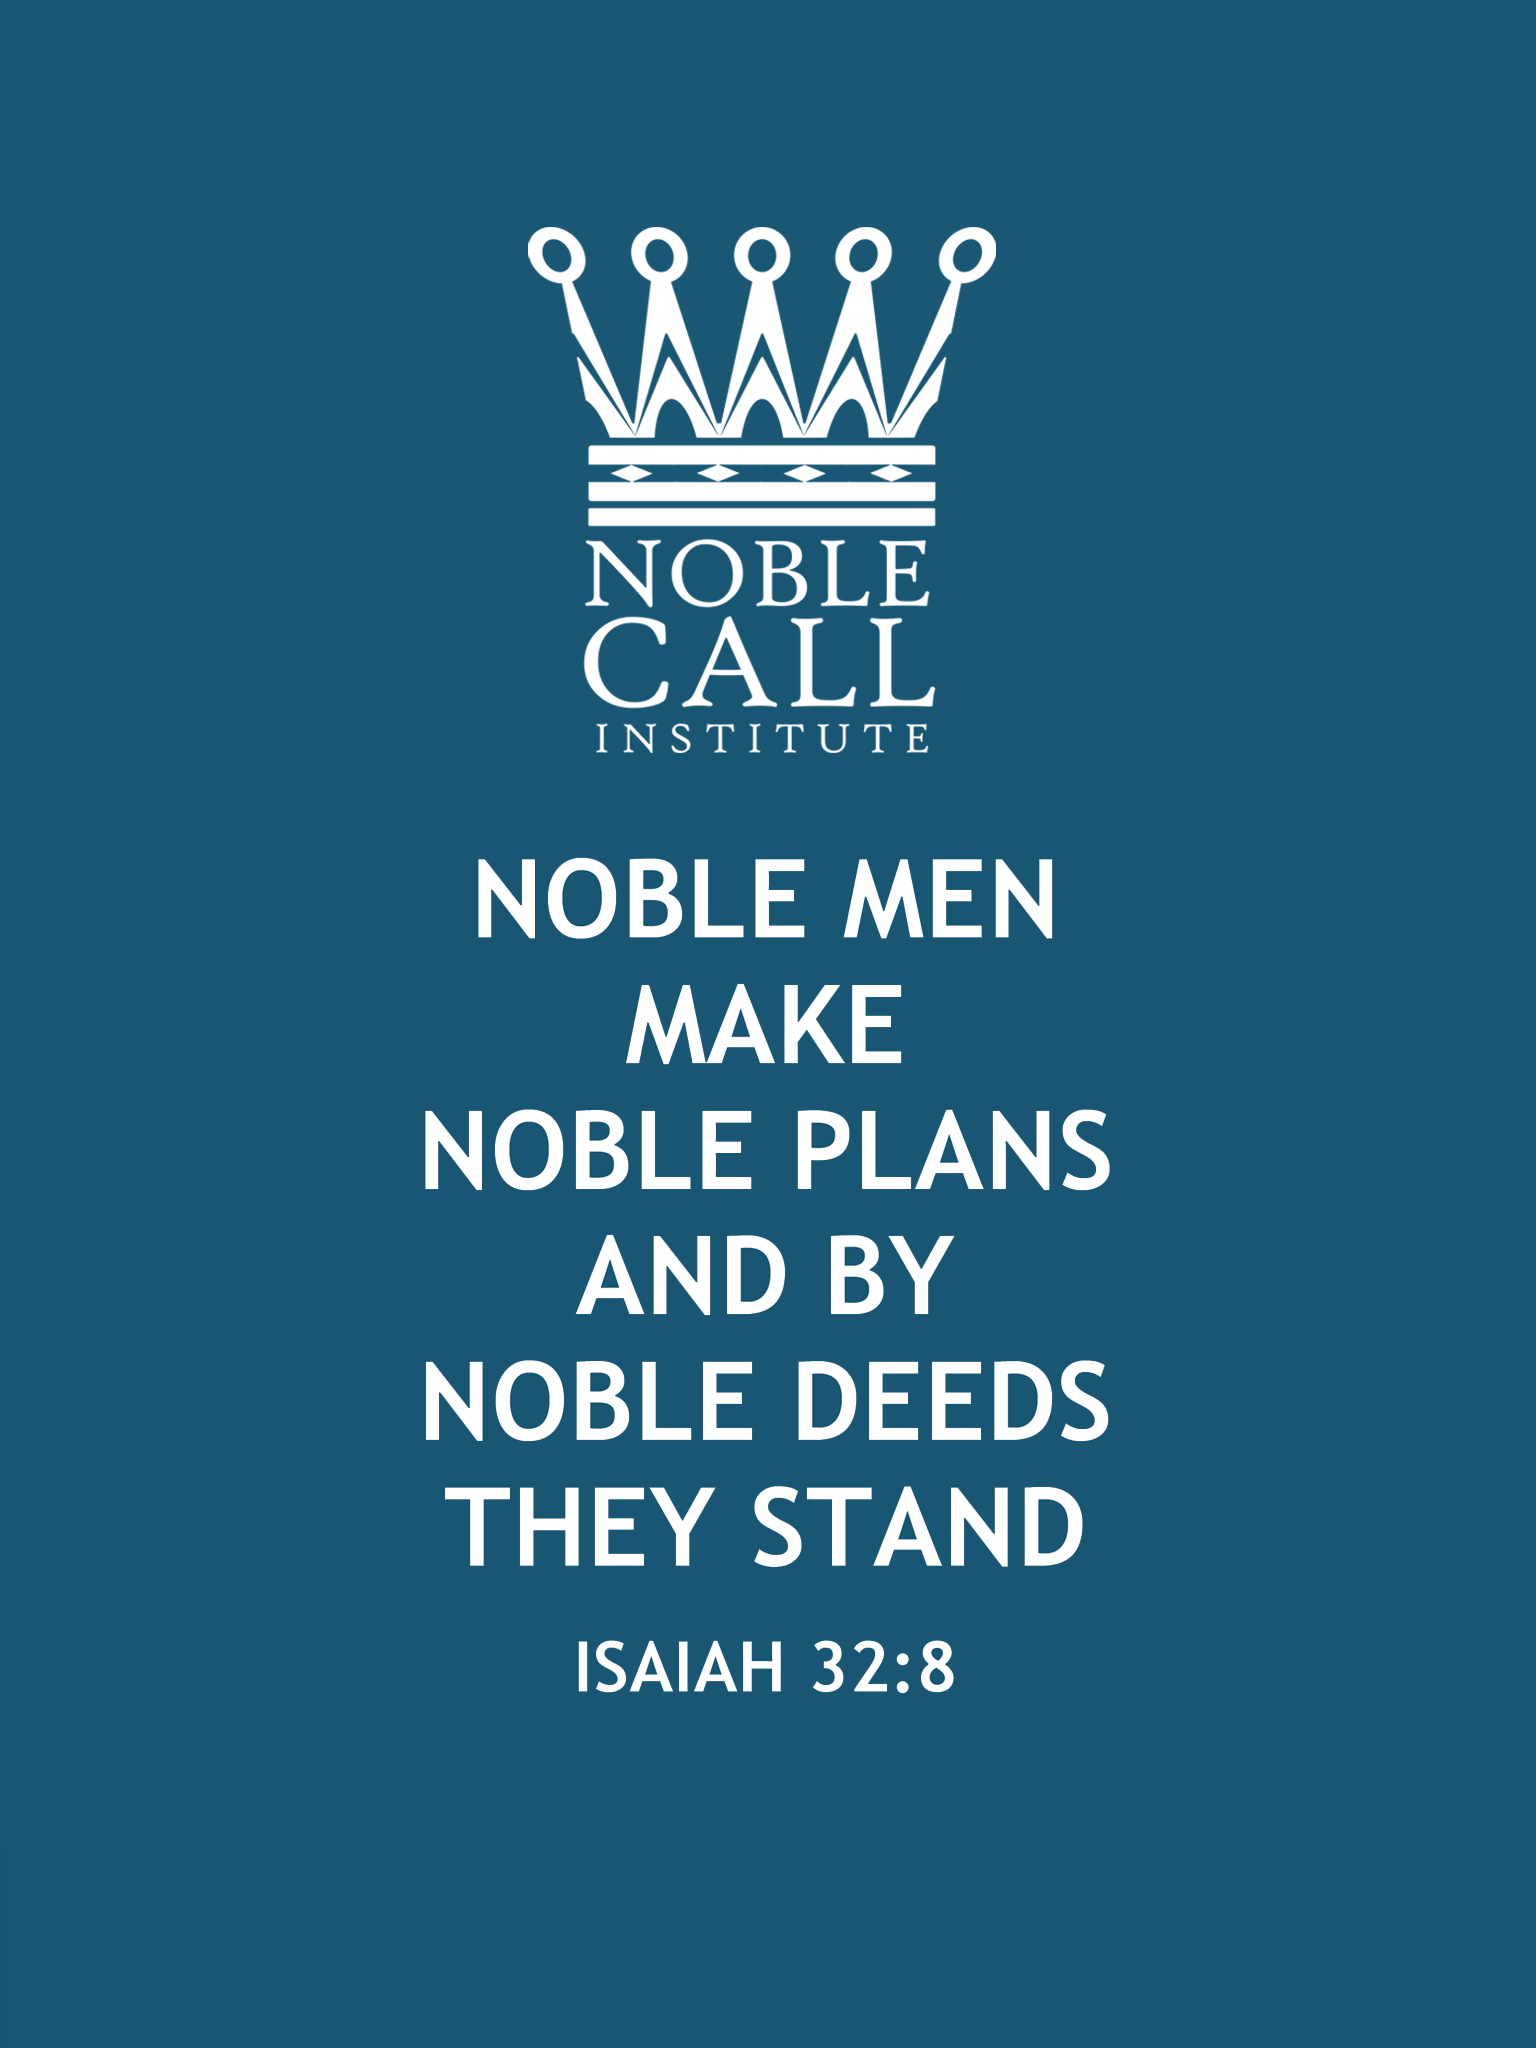 NOBLE
CALL
INSTITUTE
NOBLE MEN
MAKE
NOBLE PLANS
AND BY
NOBLE DEEDS
THEY STAND
ISAIAH 32:8